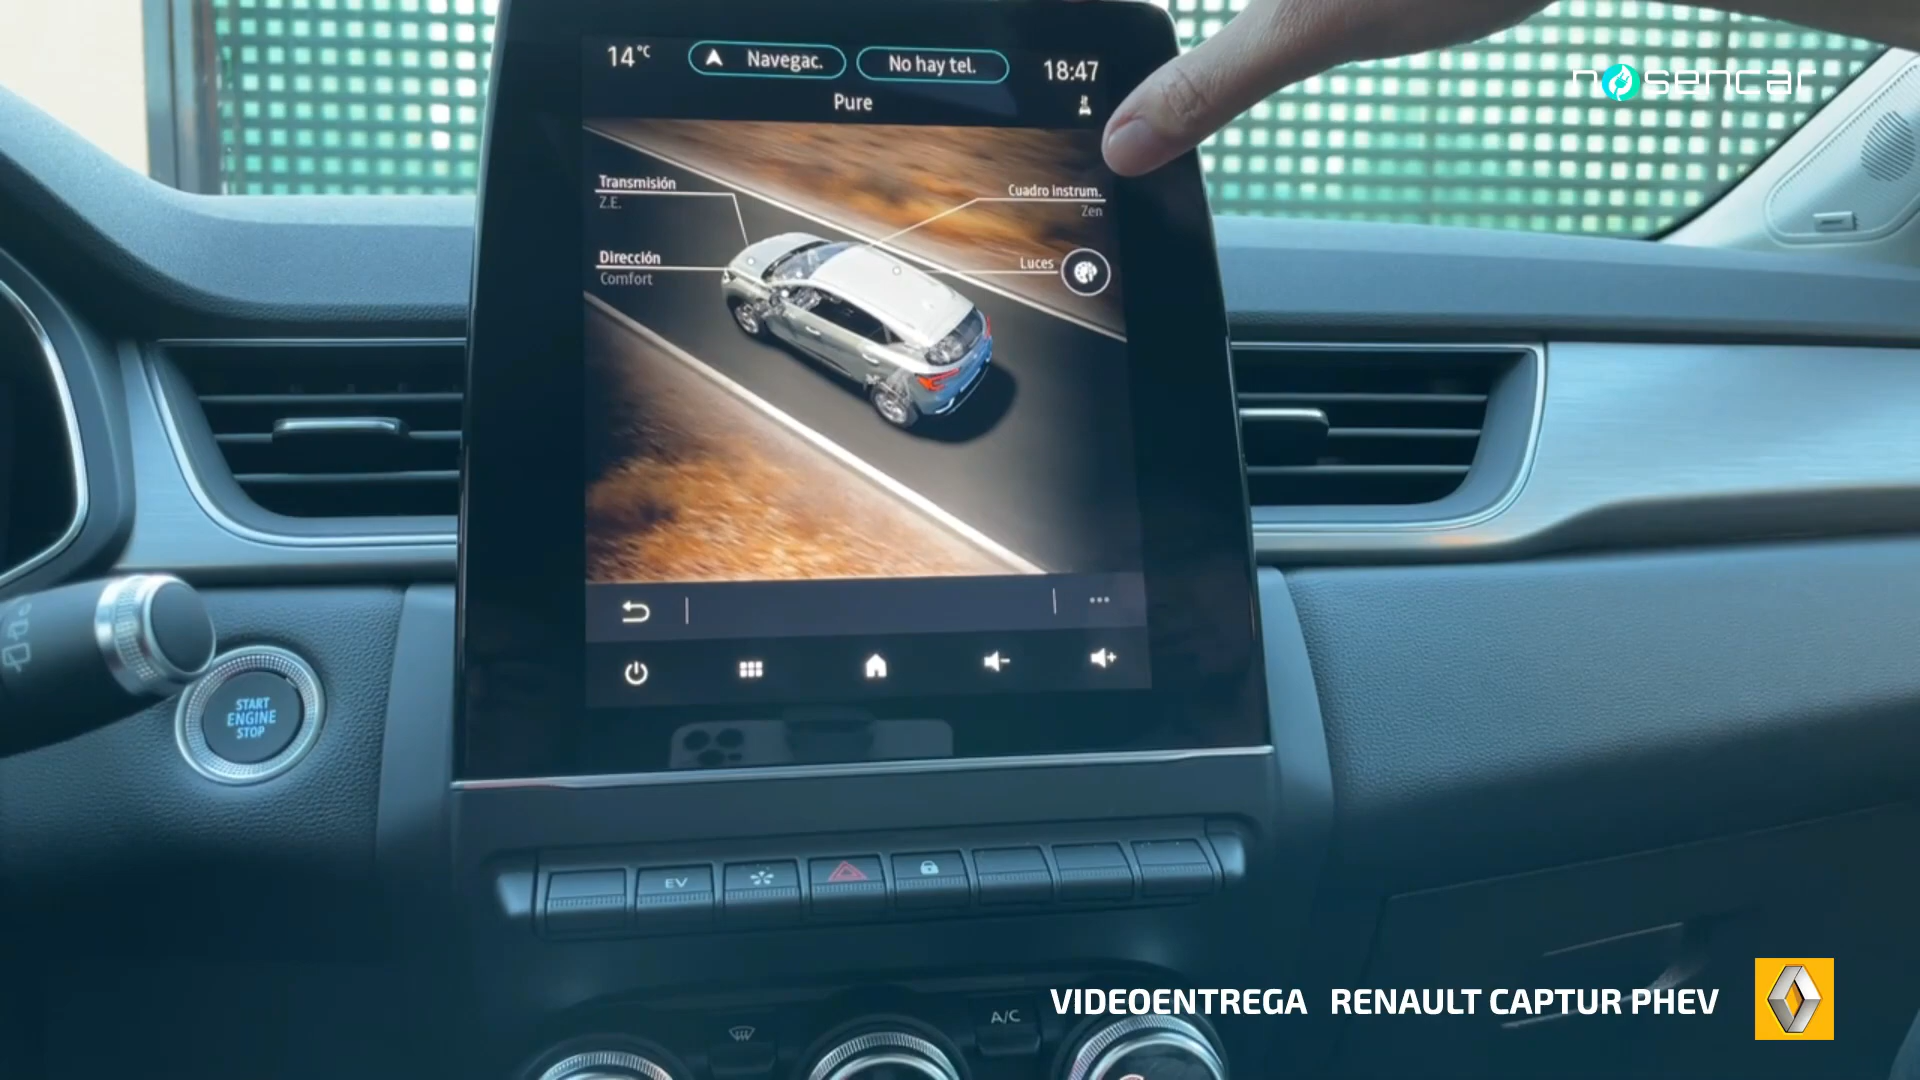 14°C
Navegac.
No hay tel.
18:47
Pure
nosencar
Transmisión
Z.E.
Cuadro instrum.
Zen
Dirección
Comfort
Luces
START
ENGINE
STOP
EV
A/C
VIDEOENTREGA RENAULT CAPTUR PHEV